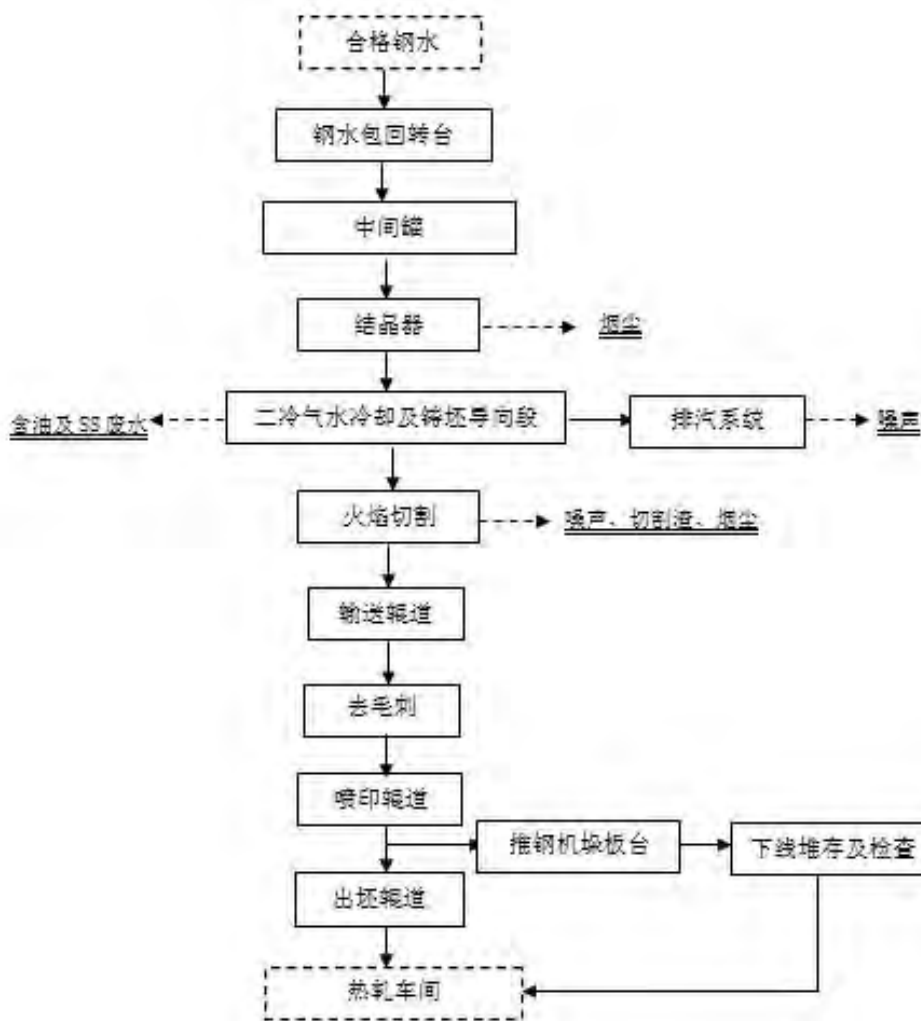 合格钢水
钢水包回转台
中间罐
结晶器
烟尘
含油及SS废水
二冷气水冷却及铸坯导向段
排汽系统
噪声
火焰切割
噪声、切割渣、烟尘
输送辊道
去毛刺
喷印辊道
推钢机垛板台
下线堆存及检查
出坯辊道
热轧车间